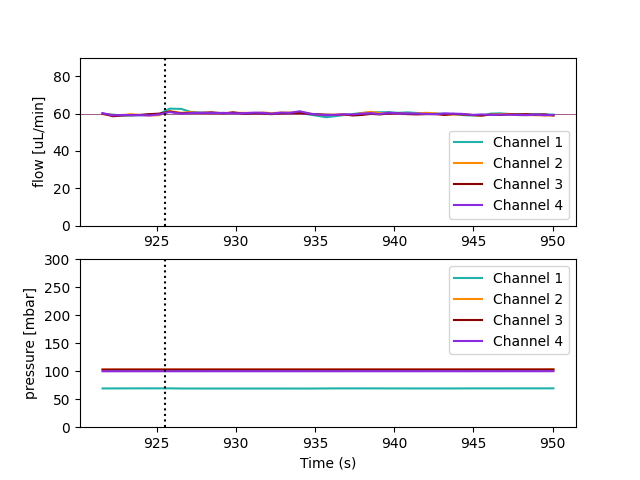 flow [uL/min]
80
60
40
20
0
925 930 935 940 945 950
Channel 1
Channel 2
Channel 3
Channel 4
pressure [mbar]
300
250
200
150
100
50
0
925 930 935 940 945 950
Channel 1
Channel 2
Channel 3
Channel 4
Time (s)